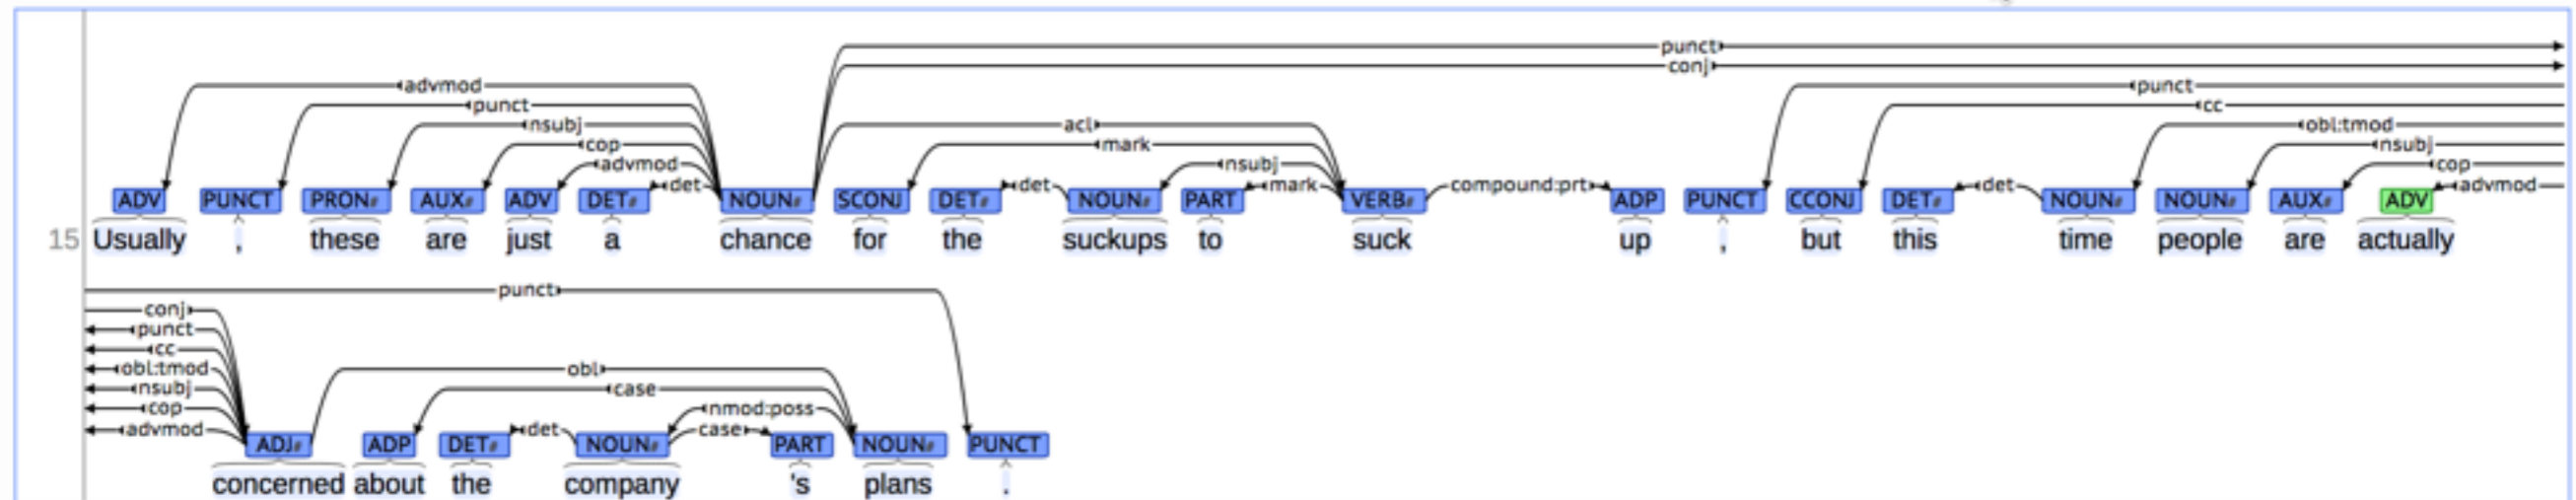 punct
conj
advmod punct
punct cc
nsubj acl obl:tmod
cop mark nsubj
advmod nsubj cop
det mark compound:prt det advmod
ADV PUNCT PRON# AUX# ADV DET# NOUN# SCONJ DET# det NOUN# PART VERB# ADP PUNCT CCONJ DET# NOUN# NOUN# AUX# ADV
15 Usually , these are just a chance for the suckups to suck up , but this time people are actually
punct
conj
punct
cc
obl:tmod obl
nsubj case
cop nmod:poss
advmod det case
ADJ# ADP DET# NOUN# PART NOUN# PUNCT
concerned about the company 's plans .